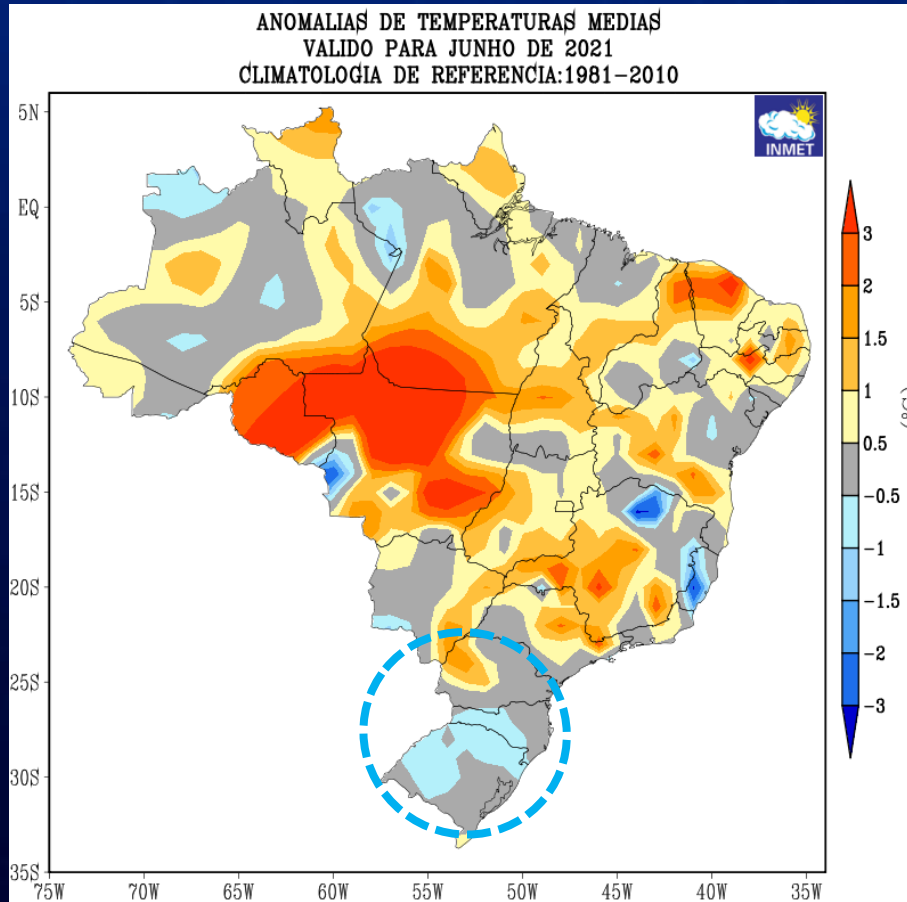 ANOMALIAS DE TEMPERATURAS MEDIAS
VALIDO PARA JUNHO DE 2021
CLIMATOLOGIA DE REFERENCIA:1981-2010
INMET
5N
EQ
5S
10S
15S
20S
25S
30S
35S
75W 70W 65W 60W 55W 50W 45W 40W 35W
3
2
1.5
1
0.5
-0.5
-1
-1.5
-2
-3